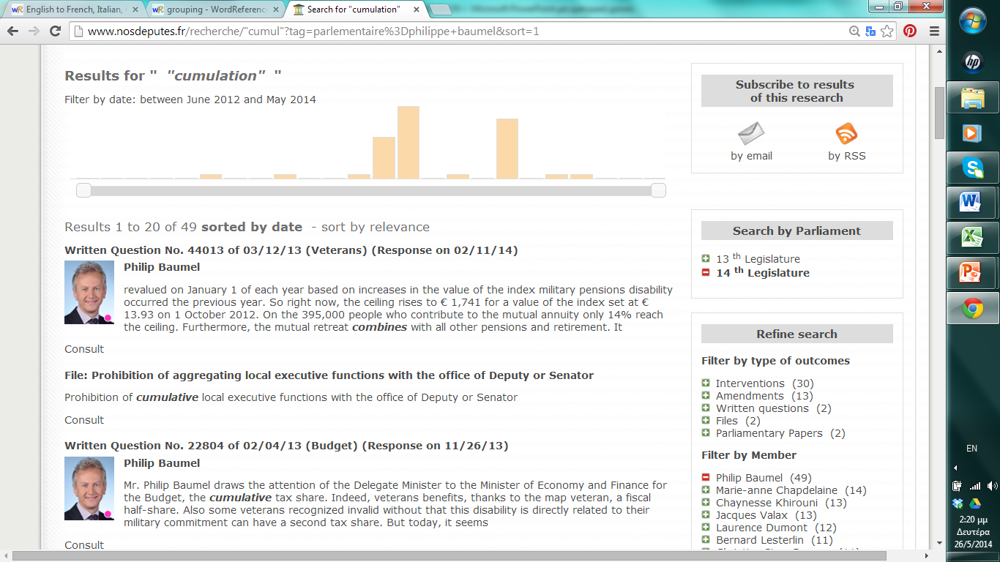 English to French, Italian,
grouping - WordReference
Search for "cumulation"
www.nosdeputes.fr/recherche/"cumul"?tag=parlementaire%3Dphilippe+baumel&sort=1
Results for " "cumulation" "
Filter by date: between June 2012 and May 2014
Results 1 to 20 of 49 sorted by date - sort by relevance
Written Question No. 44013 of 03/12/13 (Veterans) (Response on 02/11/14)
Philip Baumel
revalued on January 1 of each year based on increases in the value of the index military pensions disability
occurred the previous year. So right now, the ceiling rises to € 1,741 for a value of the index set at €
13.93 on 1 October 2012. On the 395,000 people who contribute to the mutual annuity only 14% reach
the ceiling. Furthermore, the mutual retreat combines with all other pensions and retirement. It
Consult
File: Prohibition of aggregating local executive functions with the office of Deputy or Senator
Prohibition of cumulative local executive functions with the office of Deputy or Senator
Consult
Written Question No. 22804 of 02/04/13 (Budget) (Response on 11/26/13)
Philip Baumel
Mr. Philip Baumel draws the attention of the Delegate Minister to the Minister of Economy and Finance for
the Budget, the cumulative tax share. Indeed, veterans benefits, thanks to the map veteran, a fiscal
half-share. Also some veterans recognized invalid without that this disability is directly related to their
military commitment can have a second tax share. But today, it seems
Consult
Subscribe to results
of this research
by email
by RSS
Search by Parliament
13 th Legislature
14 th Legislature
Refine search
Filter by type of outcomes
Interventions (30)
Amendments (13)
Written questions (2)
Files (2)
Parliamentary Papers (2)
Filter by Member
Philip Baumel (49)
Marie-anne Chapdelaine (14)
Chaynesse Khirouni (13)
Jacques Valax (13)
Laurence Dumont (12)
Bernard Lesterlin (11)
hp
EN
2:20 μμ
Δευτέρα
26/5/2014